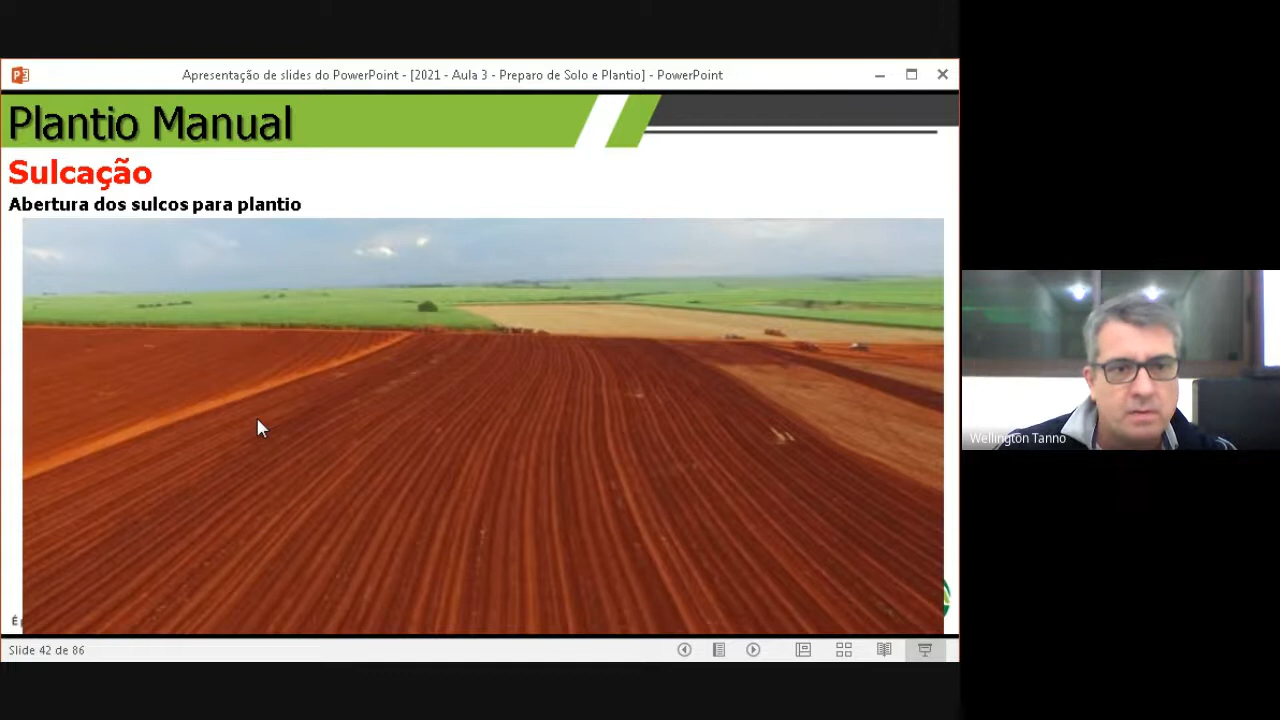 Apresentação de slides do PowerPoint - [2021 - Aula 3 - Preparo de Solo e Plantio] - PowerPoint
Plantio Manual
Sulcação
Abertura dos sulcos para plantio
Wellington Tanno
Slide 42 de 86